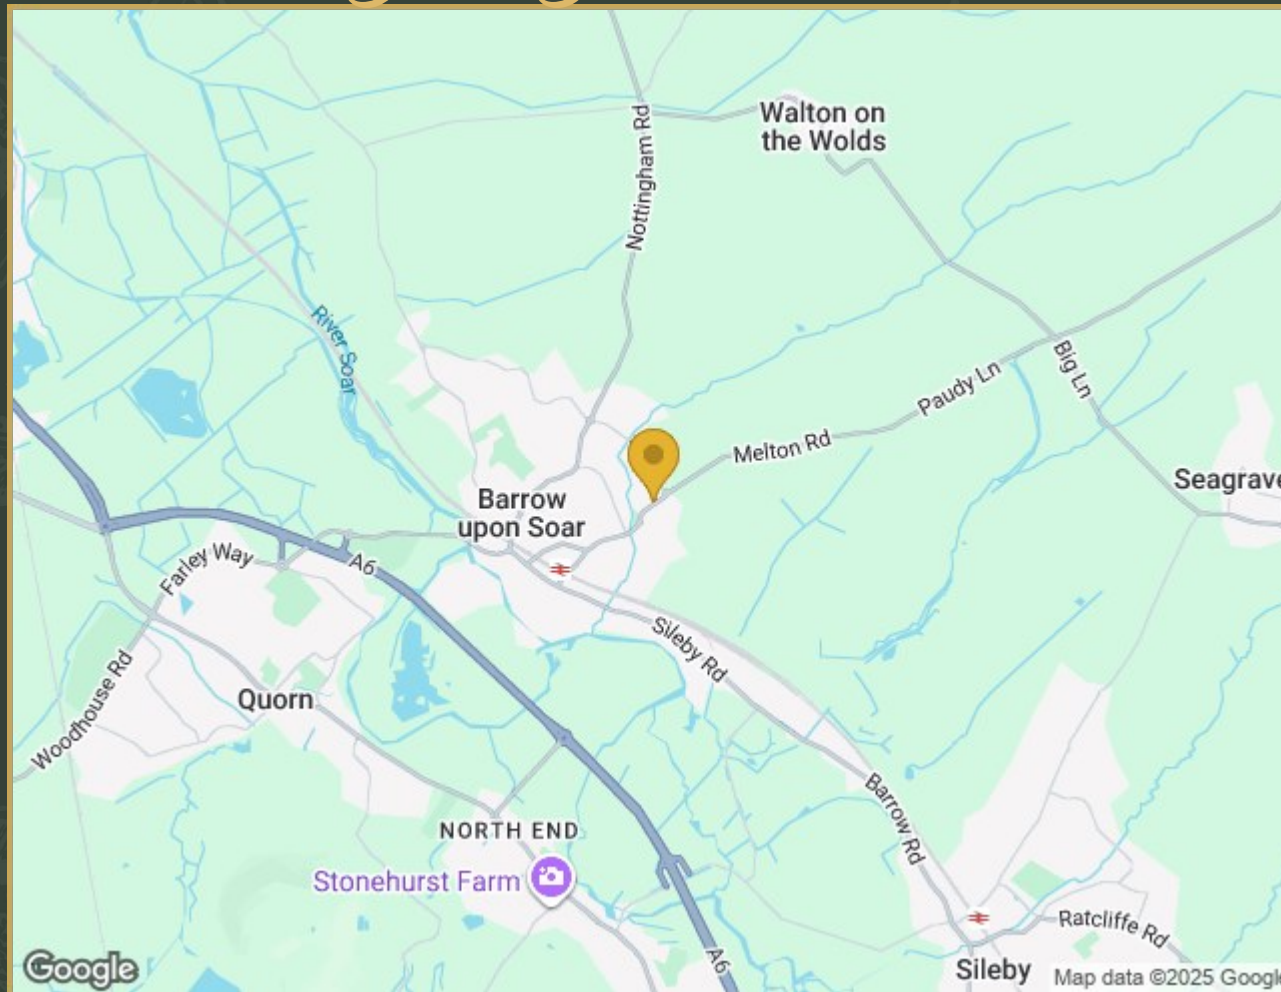 Walton on
the Wolds
Nottingham Rd
River Soar
Big Ln
Paudy Ln
Melton Rd
Seagrave
Barrow
upon Soar
A6
Farley Way
Sileby Rd
Woodhouse Rd
Quorn
Barrow Rd
NORTH END
Stonehurst Farm
Ratcliffe Rd
A6
Sileby
Google
Map data ©2025 Google